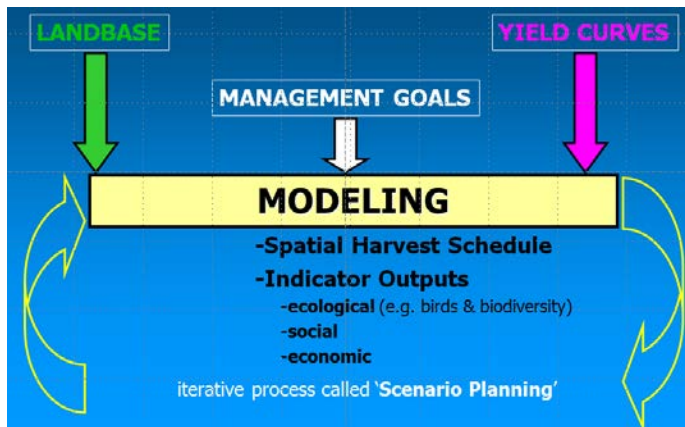 LANDBASE
YIELD CURVES
MANAGEMENT GOALS
MODELING
-Spatial Harvest Schedule
-Indicator Outputs
-ecological (e.g. birds & biodiversity)
-social
-economic
iterative process called ‘Scenario Planning’